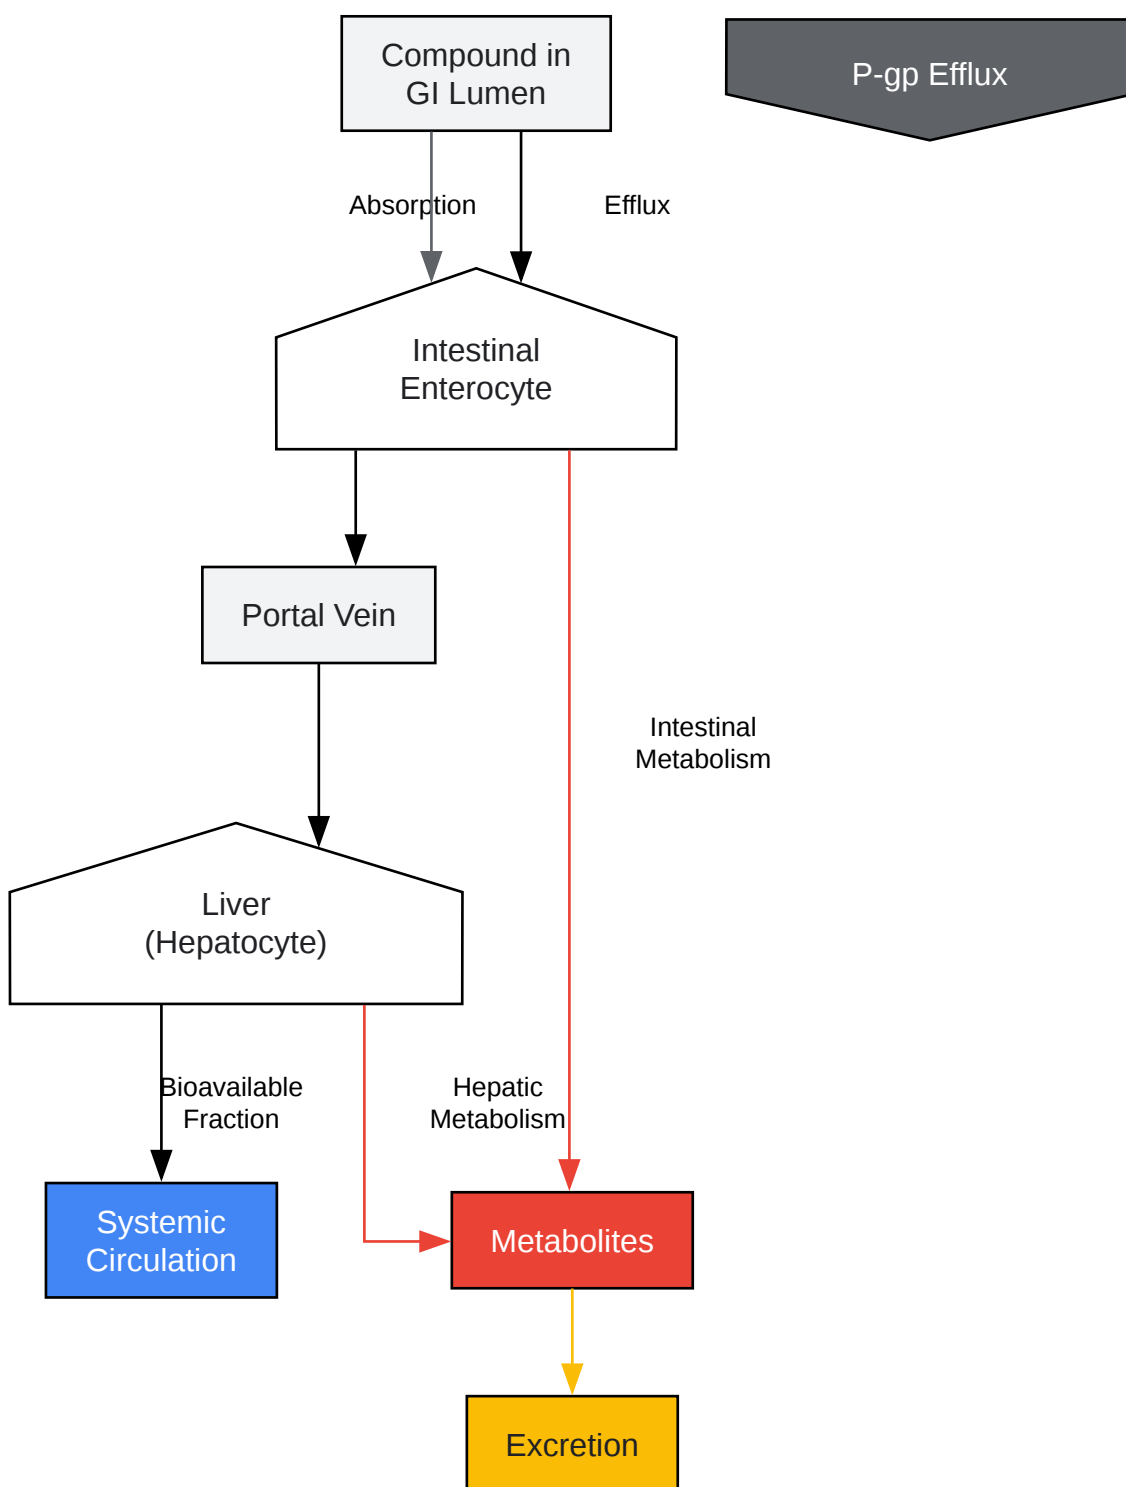 Compound in
GI Lumen
P-gp Efflux
Absorption
Efflux
Intestinal
Enterocyte
Portal Vein
Intestinal
Metabolism
Liver
(Hepatocyte)
Bioavailable
Fraction
Hepatic
Metabolism
Systemic
Circulation
Metabolites
Excretion